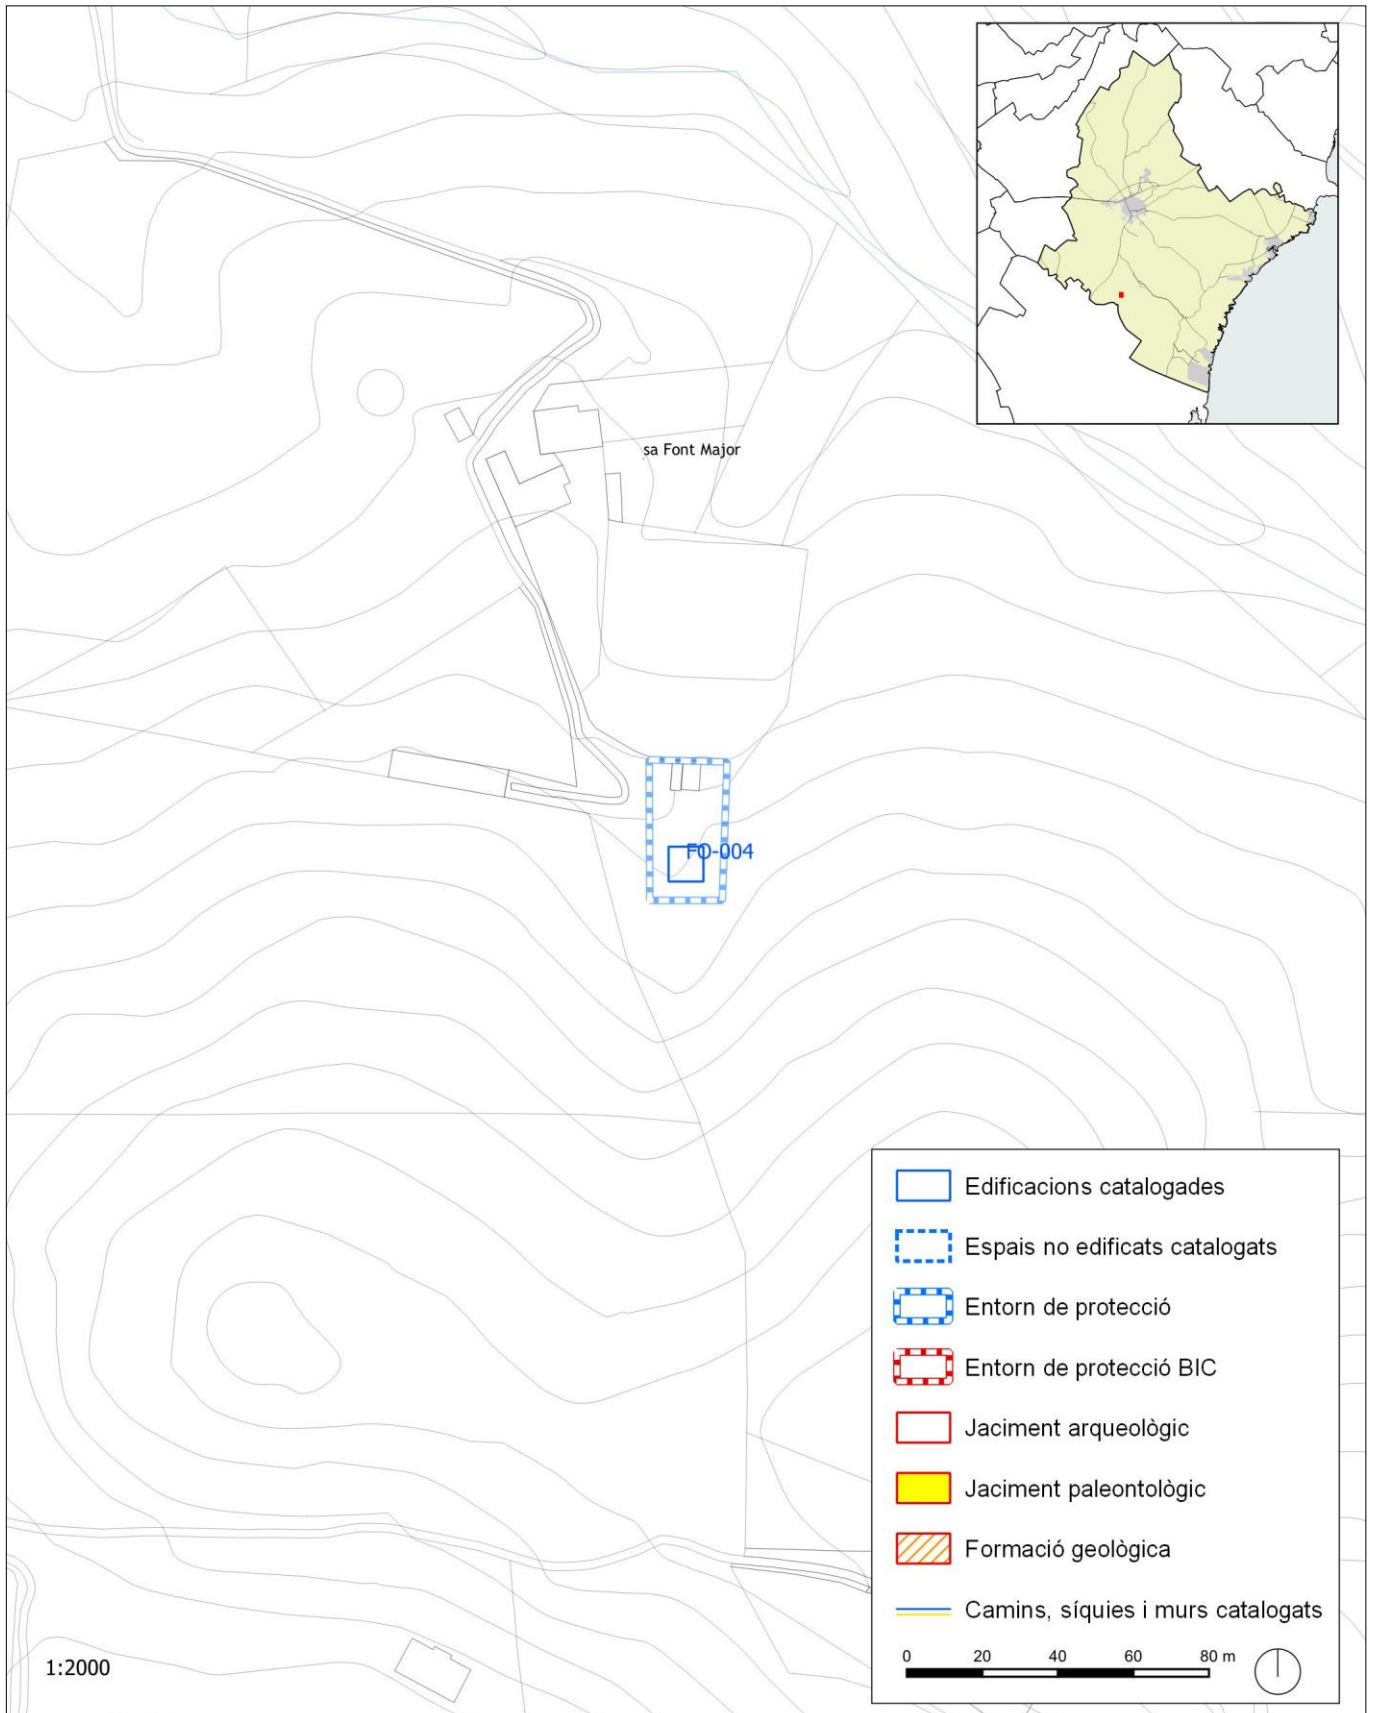 sa Font Major
FO-004
Edificacions catalogades
Espais no edificats catalogats
Entorn de protecció
Entorn de protecció BIC
Jaciment arqueològic
Jaciment paleontològic
Formació geològica
Camins, síquies i murs catalogats
0 20 40 60 80 m
1:2000